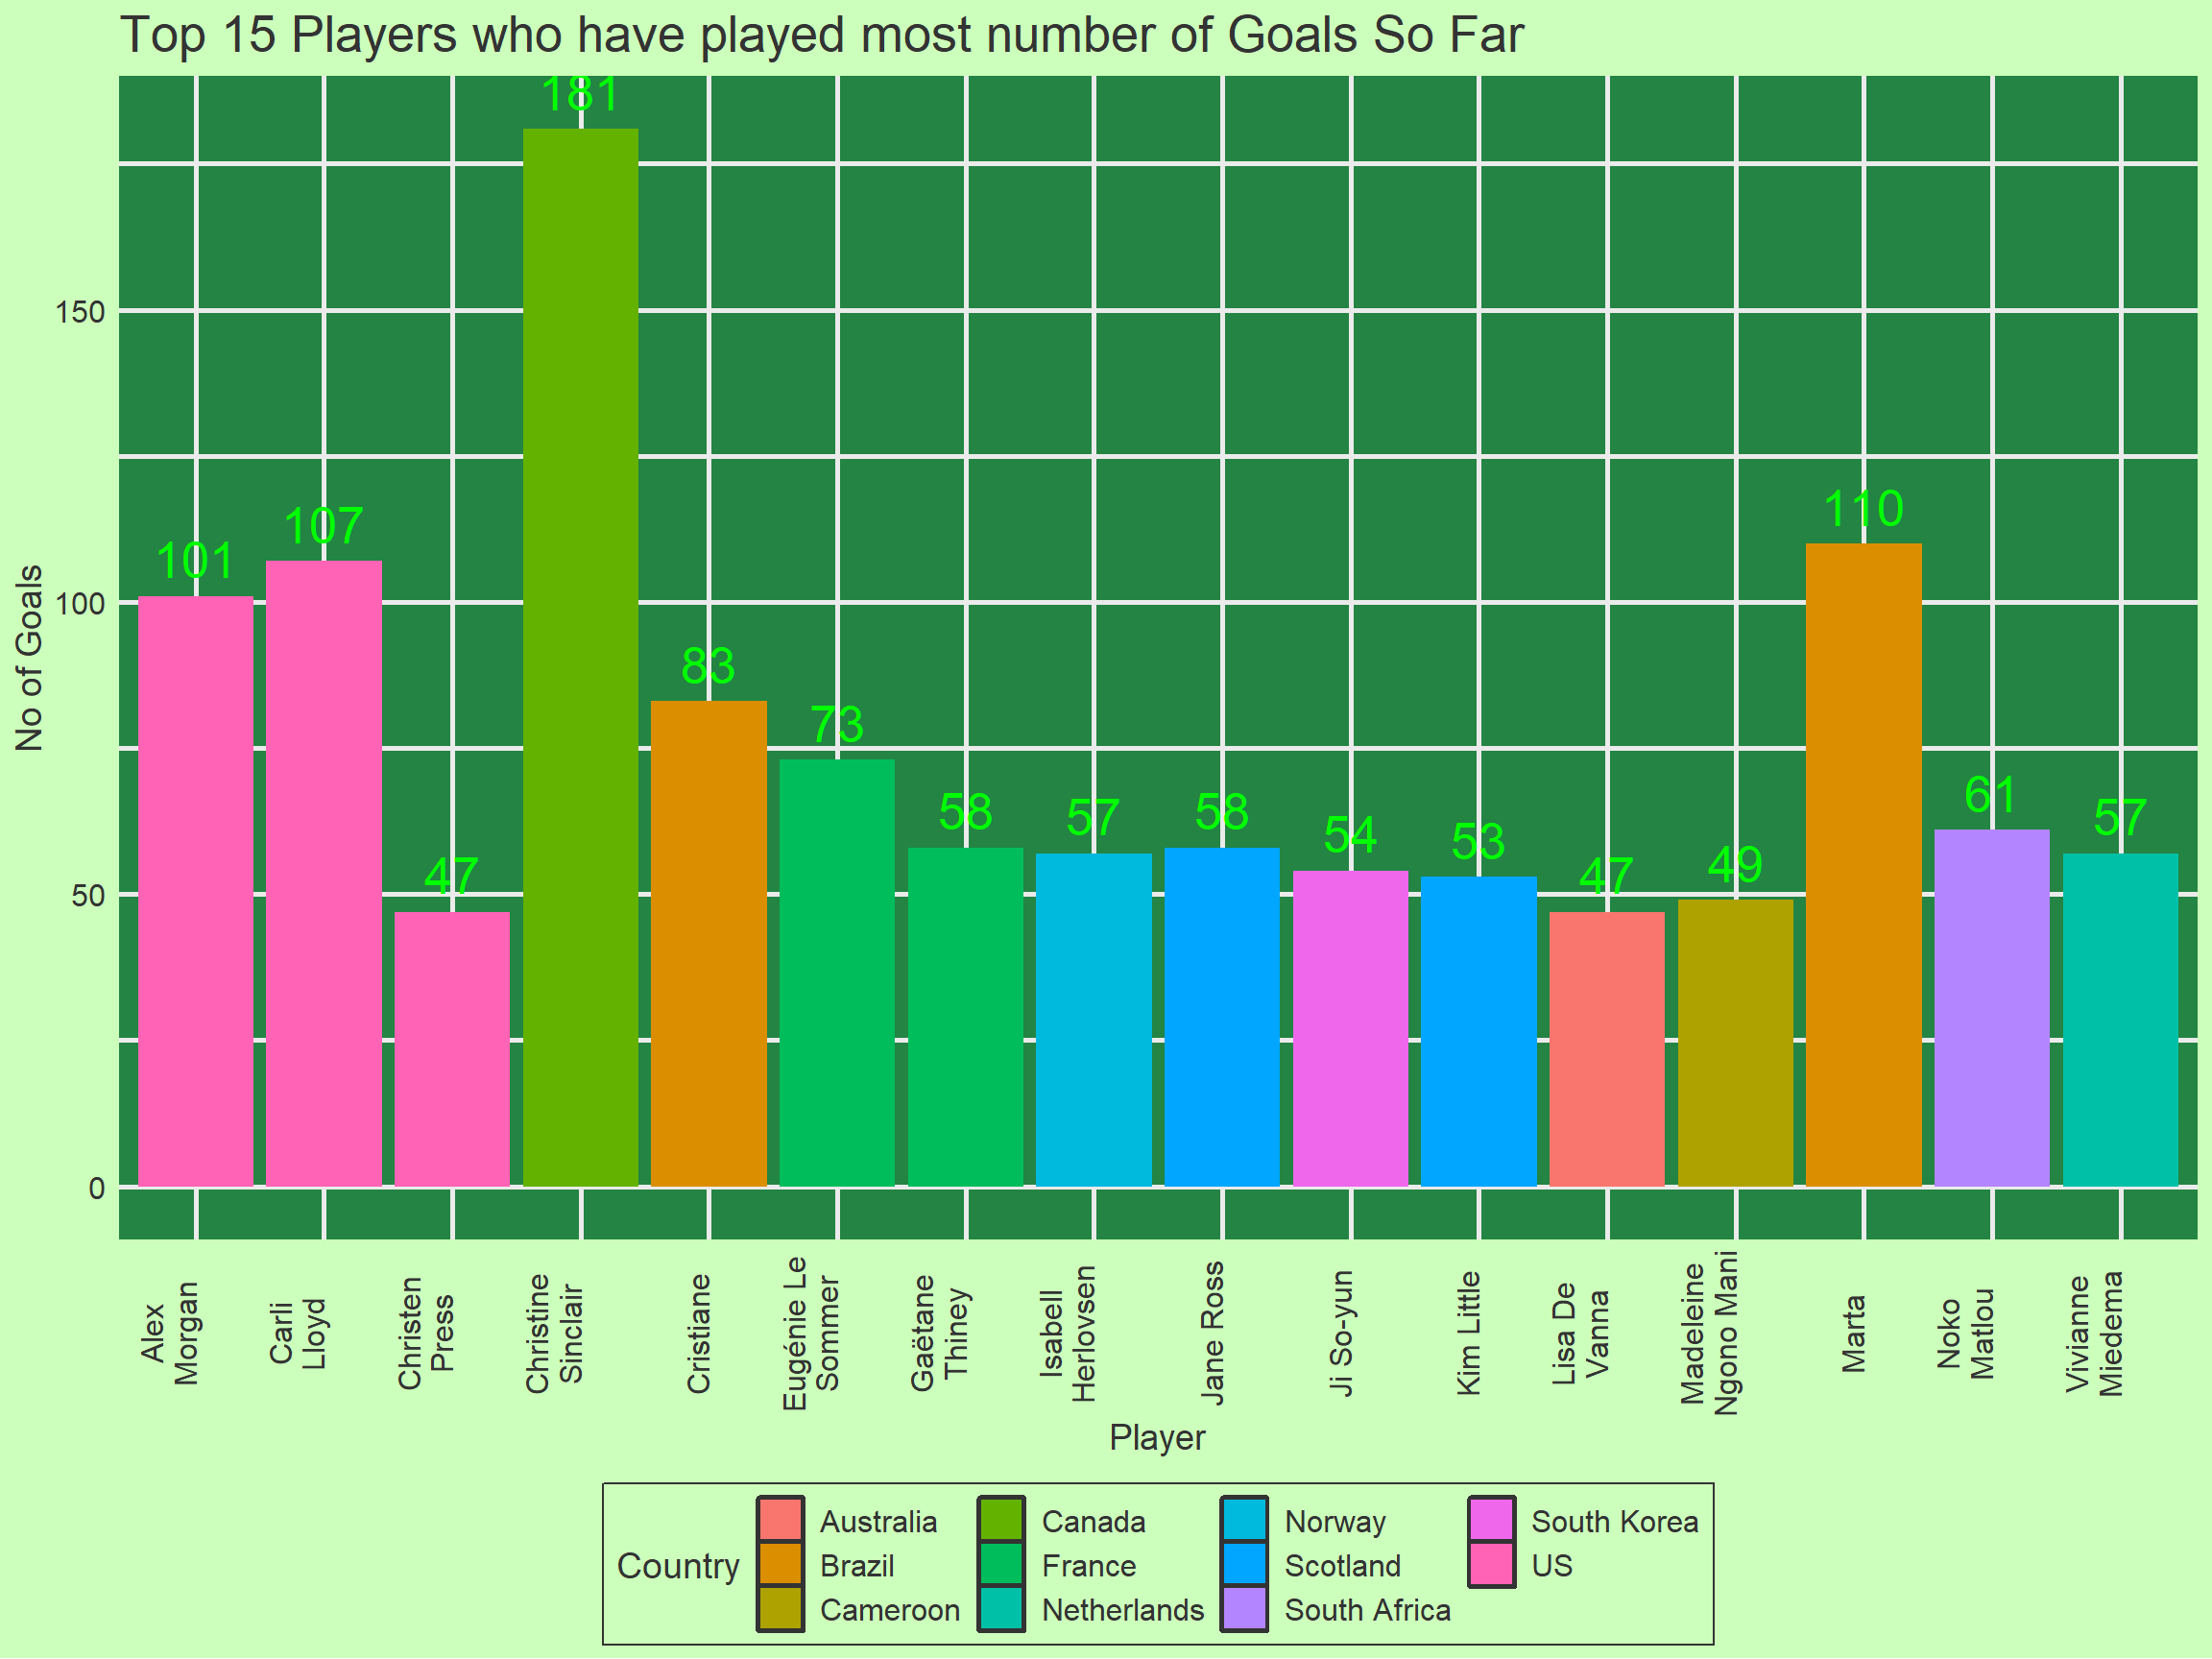 Top 15 Players who have played most number of Goals So Far
No of Goals
150
100
50
0
181
101
107
47
83
73
58
57
58
54
53
47
49
110
61
57
Alex
Morgan
Carli
Lloyd
Christen
Press
Christine
Sinclair
Cristiane
Eugénie Le
Sommer
Gaëtane
Thiney
Isabell
Herlovsen
Jane Ross
Ji So-yun
Kim Little
Lisa De
Vanna
Madeleine
Ngono Mani
Marta
Noko
Matlou
Vivianne
Miedema
Player
Country
Australia
Brazil
Cameroon
Canada
France
Netherlands
Norway
Scotland
South Africa
South Korea
US